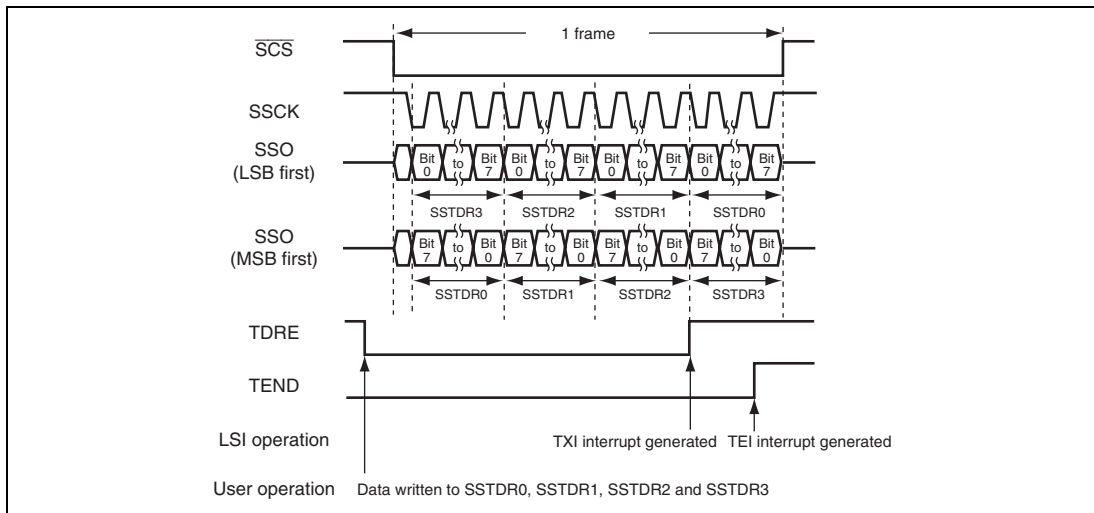 1 frame
SCS
SSCK
SSO
(LSB first)
Bit 0 to Bit 7 Bit 0 to Bit 7 Bit 0 to Bit 7 Bit 0 to Bit 7
SSTDR3 SSTDR2 SSTDR1 SSTDR0
SSO
(MSB first)
Bit 7 to Bit 0 Bit 7 to Bit 0 Bit 7 to Bit 0 Bit 7 to Bit 0
SSTDR0 SSTDR1 SSTDR2 SSTDR3
TDRE
TEND
LSI operation TXI interrupt generated TEI interrupt generated
User operation Data written to SSTDR0, SSTDR1, SSTDR2 and SSTDR3